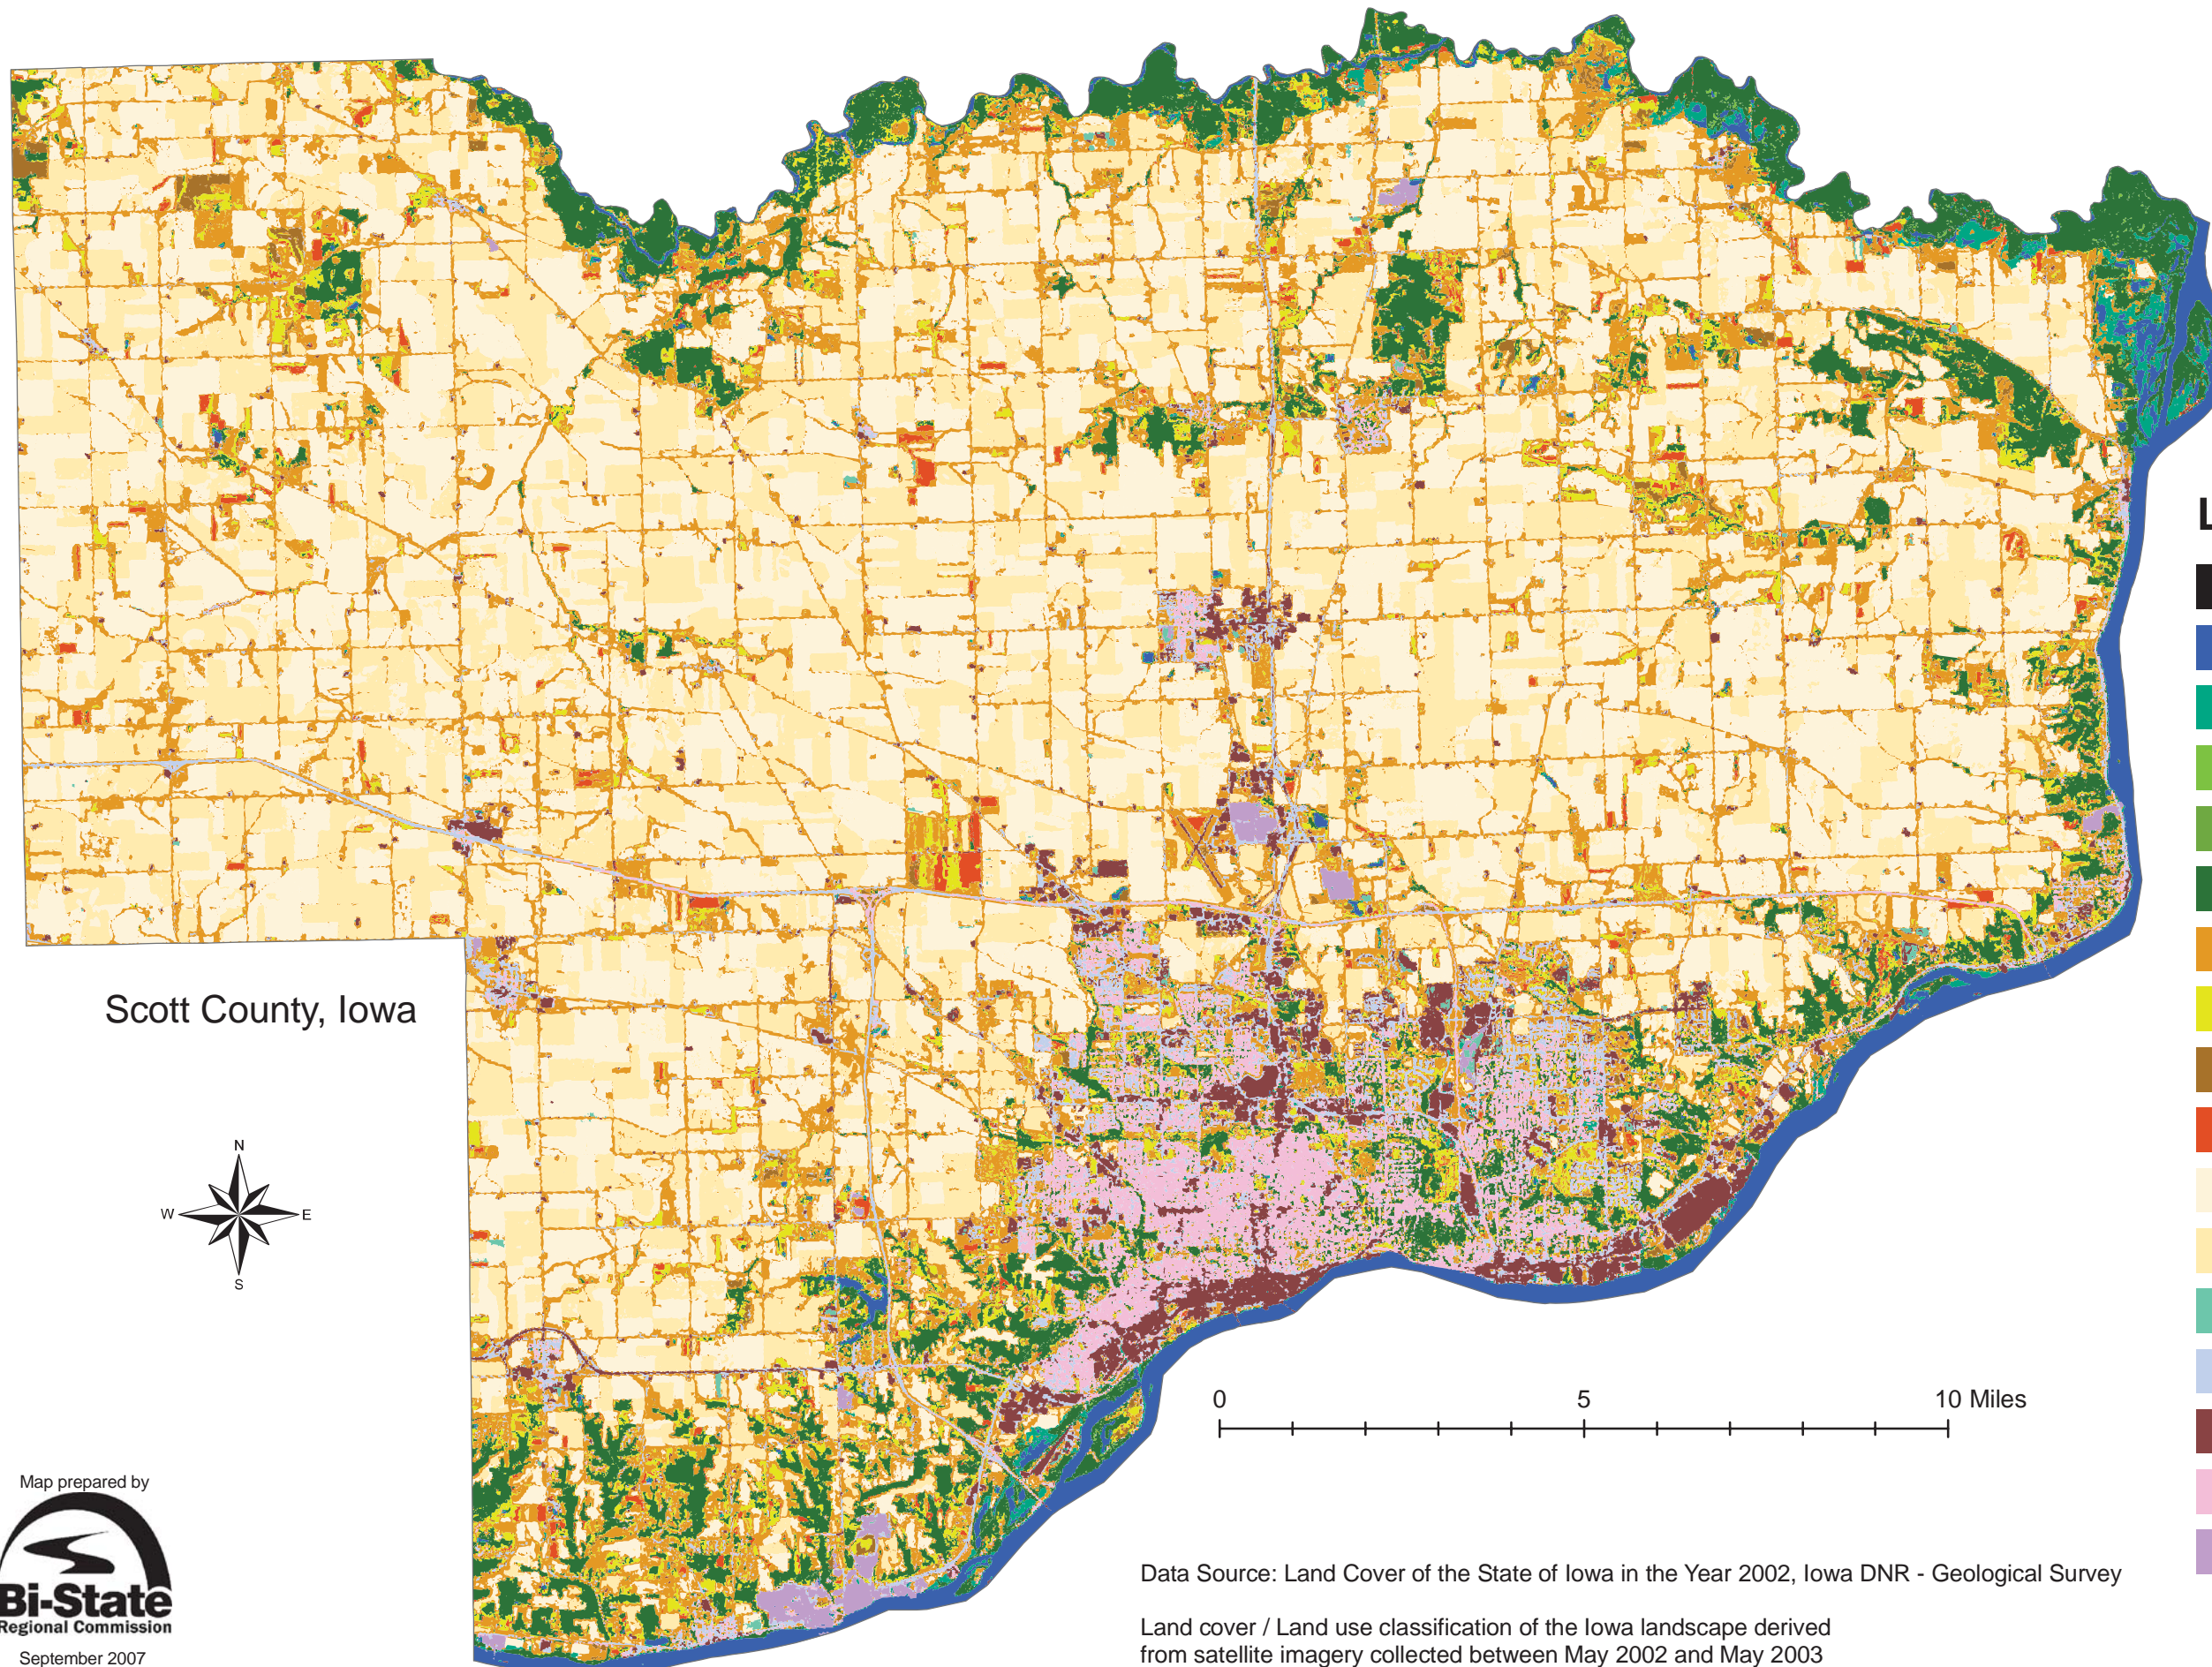 L
Scott County, Iowa
N
W E
S
0 5 10 Miles
Map prepared by
Bi-State
Regional Commission
September 2007
Data Source: Land Cover of the State of Iowa in the Year 2002, Iowa DNR - Geological Survey
Land cover / Land use classification of the Iowa landscape derived
from satellite imagery collected between May 2002 and May 2003